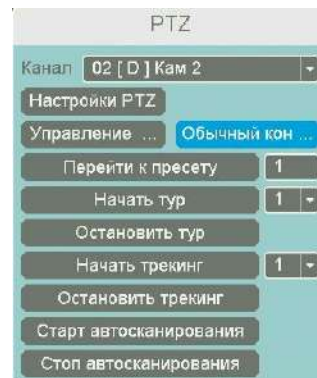 PTZ
Канал 02 [ D ] Кам 2
Настройки PTZ
Управление ... Обычный кон ...
Перейти к пресету 1
Начать тур 1
Остановить тур
Начать трекинг 1
Остановить трекинг
Старт автосканирования
Стоп автосканирования